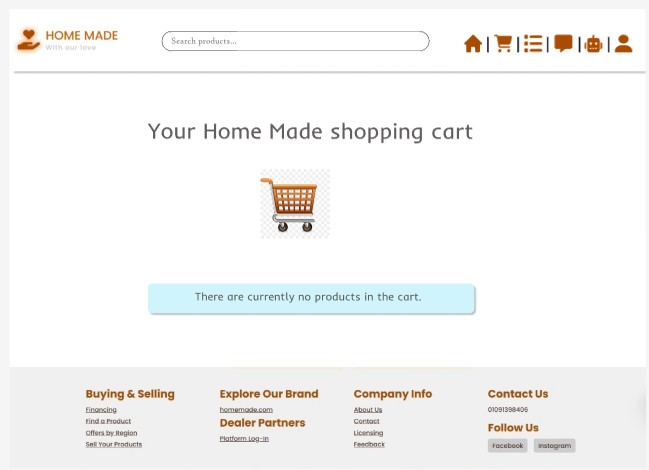 HOME MADE
With our love
Search products...
Your Home Made shopping cart
There are currently no products in the cart.
Buying & Selling
Financing
Find a Product
Offers by Region
Sell Your Products
Explore Our Brand
homemade.com
Dealer Partners
Platform Log-In
Company Info
About Us
Contact
Licensing
Feedback
Contact Us
01091398406
Follow Us
Facebook
Instagram